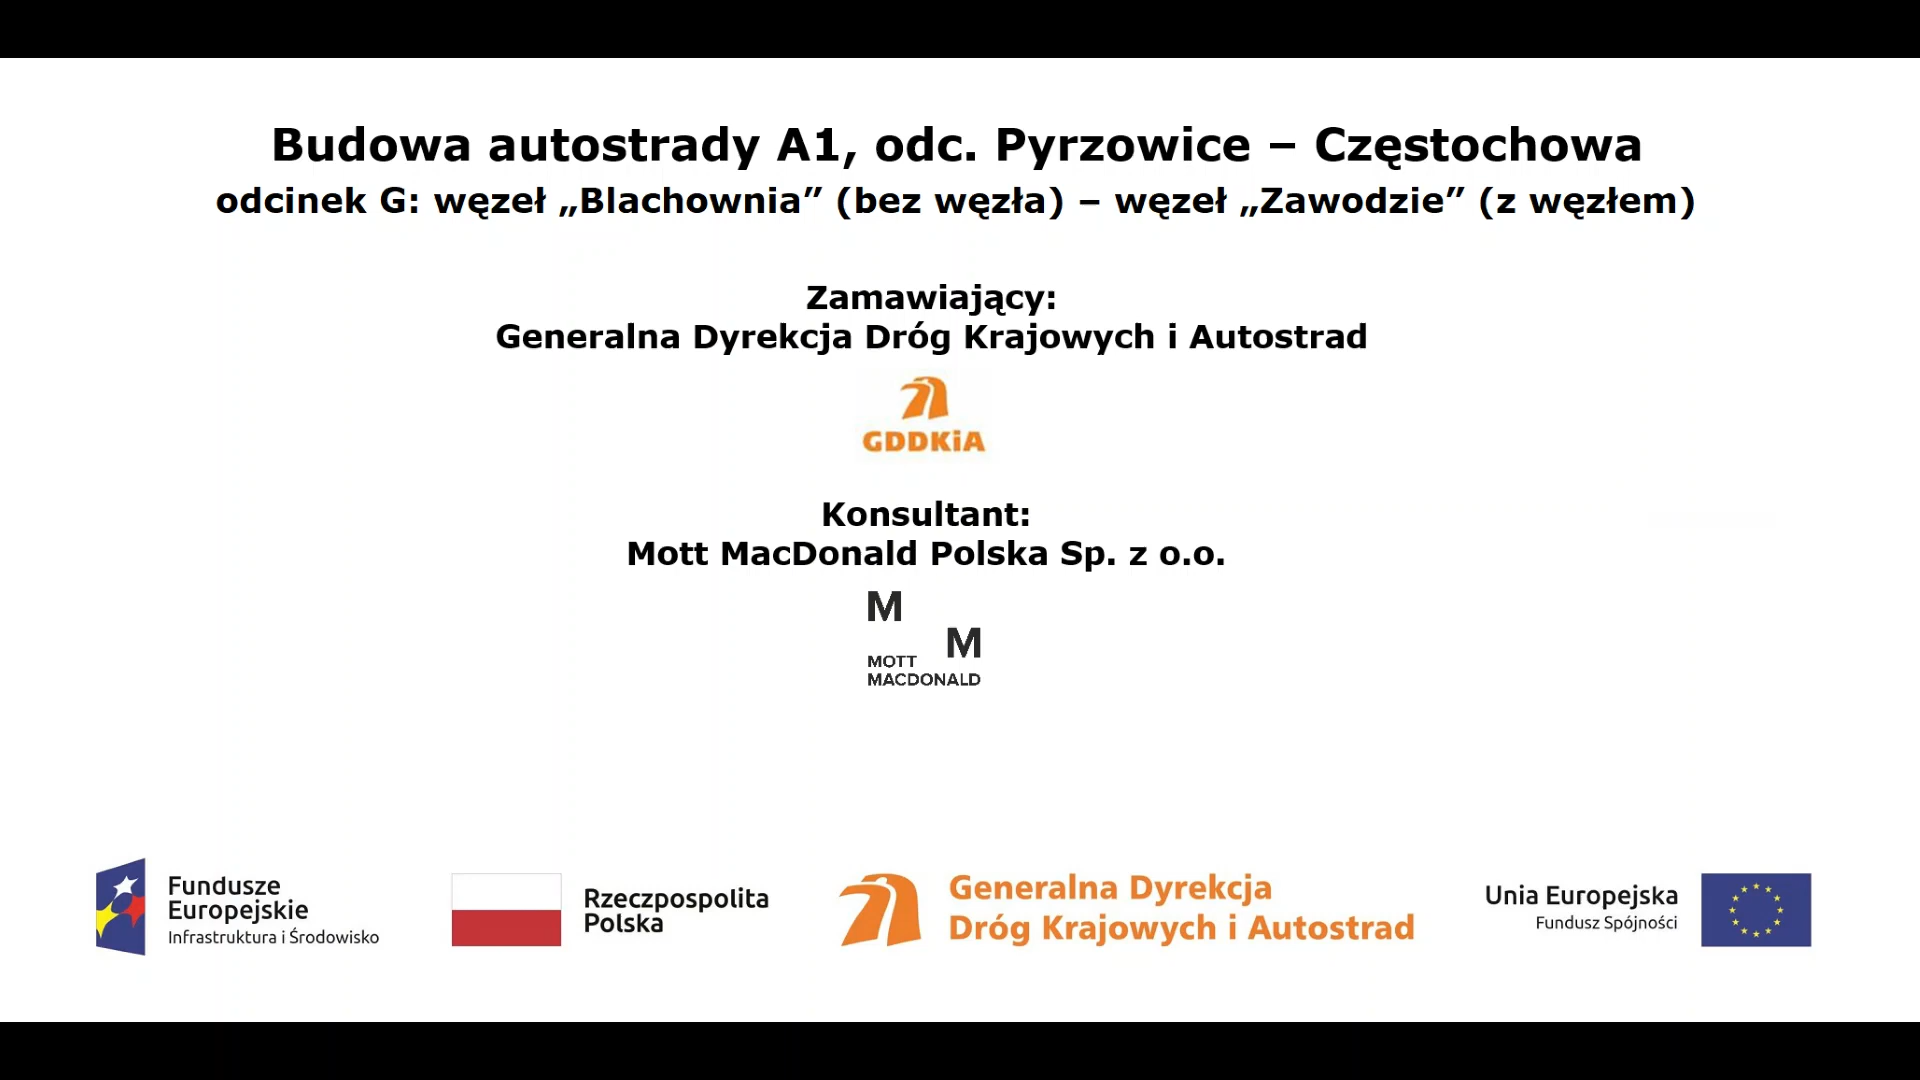 Budowa autostrady A1, odc. Pyrzowice – Częstochowa
odcinek G: węzeł „Blachownia” (bez węzła) – węzeł „Zawodzie” (z węzłem)
Zamawiający:
Generalna Dyrekcja Dróg Krajowych i Autostrad
GDDKiA
Konsultant:
Mott MacDonald Polska Sp. z o.o.
M
M
MOTT
MACDONALD
Fundusze
Europejskie
Infrastruktura i Środowisko
Rzeczpospolita
Polska
Generalna Dyrekcja
Dróg Krajowych i Autostrad
Unia Europejska
Fundusz Spójności